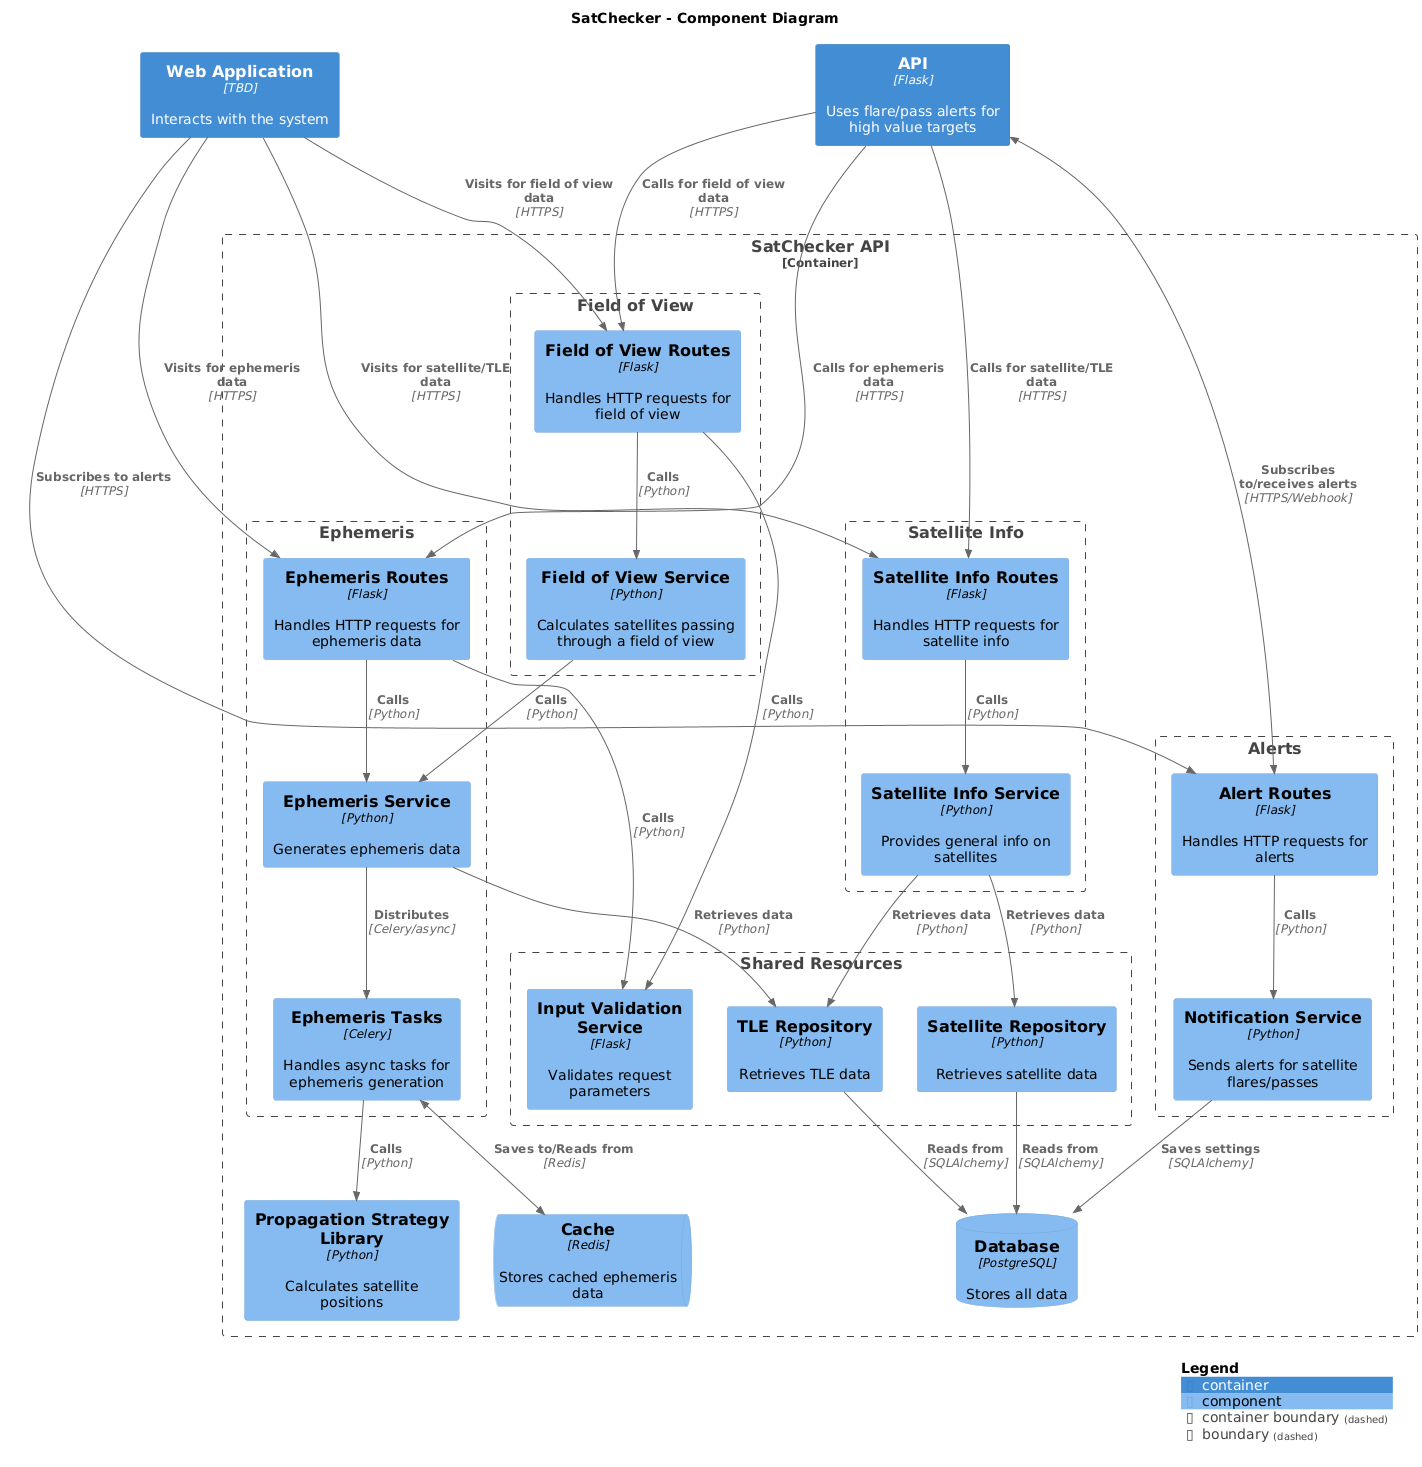 SatChecker - Component Diagram
Web Application
[TBD]
Interacts with the system
API
[Flask]
Uses flare/pass alerts for
high value targets
Visits for field of view
data
[HTTPS]
Calls for field of view
data
[HTTPS]
SatChecker API
[Container]
Field of View
Field of View Routes
[Flask]
Handles HTTP requests for
field of view
Visits for ephemeris
data
[HTTPS]
Visits for satellite/TLE
data
[HTTPS]
Calls for ephemeris
data
[HTTPS]
Calls for satellite/TLE
data
[HTTPS]
Subscribes to alerts
[HTTPS]
Calls
[Python]
Subscribes
to/receives alerts
[HTTPS/Webhook]
Ephemeris
Ephemeris Routes
[Flask]
Handles HTTP requests for
ephemeris data
Field of View Service
[Python]
Calculates satellites passing
through a field of view
Satellite Info
Satellite Info Routes
[Flask]
Handles HTTP requests for
satellite info
Calls
[Python]
Calls
[Python]
Calls
[Python]
Calls
[Python]
Alerts
Ephemeris Service
[Python]
Generates ephemeris data
Calls
[Python]
Satellite Info Service
[Python]
Provides general info on
satellites
Alert Routes
[Flask]
Handles HTTP requests for
alerts
Distributes
[Celery/async]
Retrieves data
[Python]
Retrieves data
[Python]
Retrieves data
[Python]
Calls
[Python]
Shared Resources
Ephemeris Tasks
[Celery]
Handles async tasks for
ephemeris generation
Input Validation
Service
[Flask]
Validates request
parameters
TLE Repository
[Python]
Retrieves TLE data
Satellite Repository
[Python]
Retrieves satellite data
Notification Service
[Python]
Sends alerts for satellite
flares/passes
Calls
[Python]
Saves to/Reads from
[Redis]
Reads from
[SQLAlchemy]
Reads from
[SQLAlchemy]
Saves settings
[SQLAlchemy]
Propagation Strategy
Library
[Python]
Calculates satellite
positions
Cache
[Redis]
Stores cached ephemeris
data
Database
[PostgreSQL]
Stores all data
Legend
container
component
container boundary (dashed)
boundary (dashed)